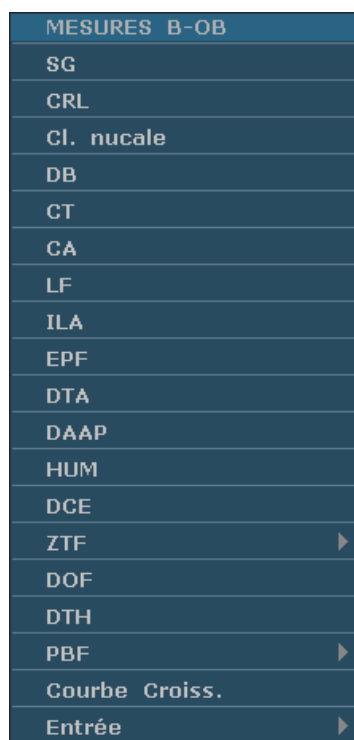 MESURES B-OB
SG
CRL
Cl. nucale
DB
CT
CA
LF
ILA
EPF
DTA
DAAP
HUM
DCE
ZTF
DOF
DTH
PBF
Courbe Croiss.
Entrée